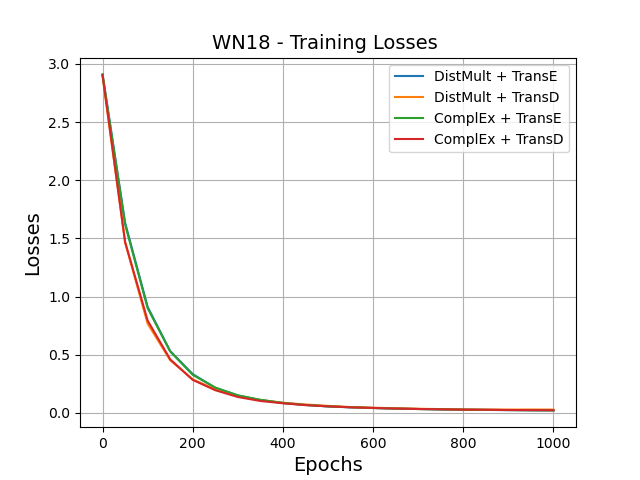 WN18 - Training Losses
DistMult + TransE
DistMult + TransD
ComplEx + TransE
ComplEx + TransD
Losses
3.0
2.5
2.0
1.5
1.0
0.5
0.0
0 200 400 600 800 1000
Epochs